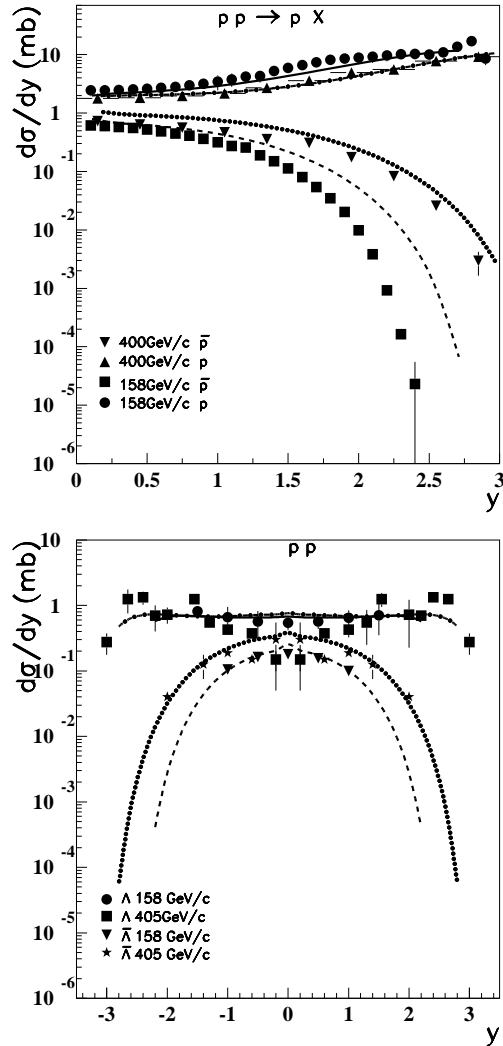 p p → p X
dσ/dy (mb)
10
1
10 -1
10 -2
10 -3
10 -4
10 -5
10 -6
400GeV/c p̅
400GeV/c p
158GeV/c p̅
158GeV/c p
0 0.5 1 1.5 2 2.5 3
y
p p
dσ/dy (mb)
10
1
10 -1
10 -2
10 -3
10 -4
10 -5
10 -6
Λ 158 GeV/c
Λ 405GeV/c
Λ̅ 158 GeV/c
Λ̅ 405 GeV/c
-3 -2 -1 0 1 2 3
y